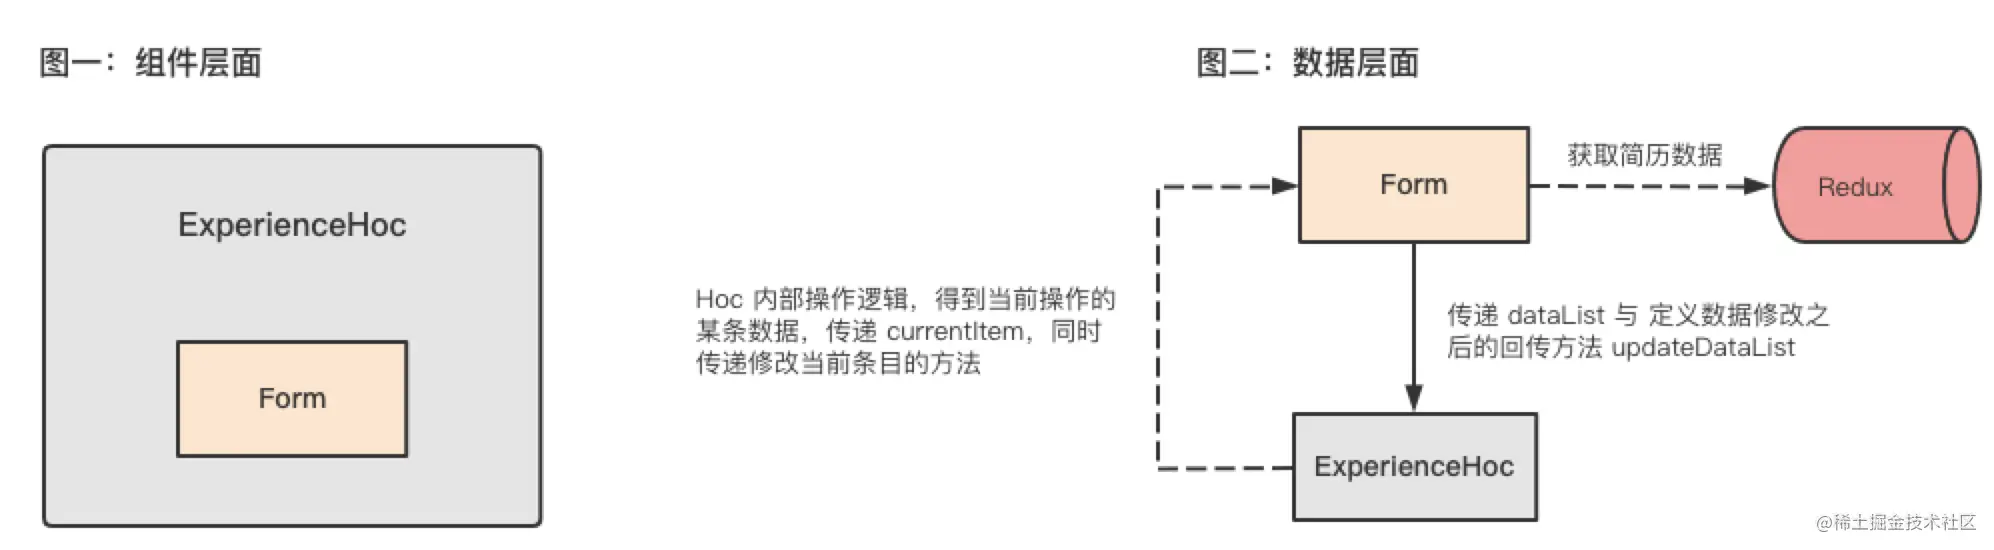 图一：组件层面
ExperienceHoc
Form
图二：数据层面
Form
获取简历数据
Redux
Hoc 内部操作逻辑，得到当前操作的
某条数据，传递 currentItem，同时
传递修改当前条目的方法
传递 dataList 与 定义数据修改之
后的回传方法 updateDataList
ExperienceHoc
@稀土掘金技术社区